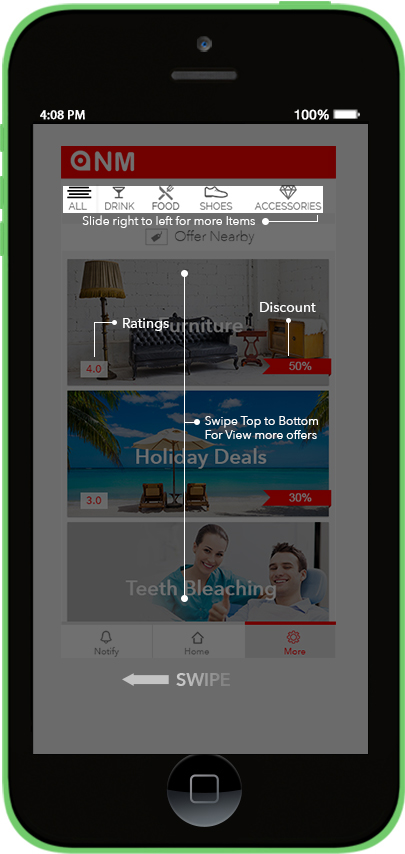 4:08 PM 100%
ONM
ALL DRINK FOOD SHOES ACCESSORIES
Slide right to left for more Items
Offer Nearby
Discount
Ratings
Furniture
4.0 50%
Swipe Top to Bottom
For View more offers
Holiday Deals
3.0 30%
Teeth Bleaching
Notify Home More
SWIPE